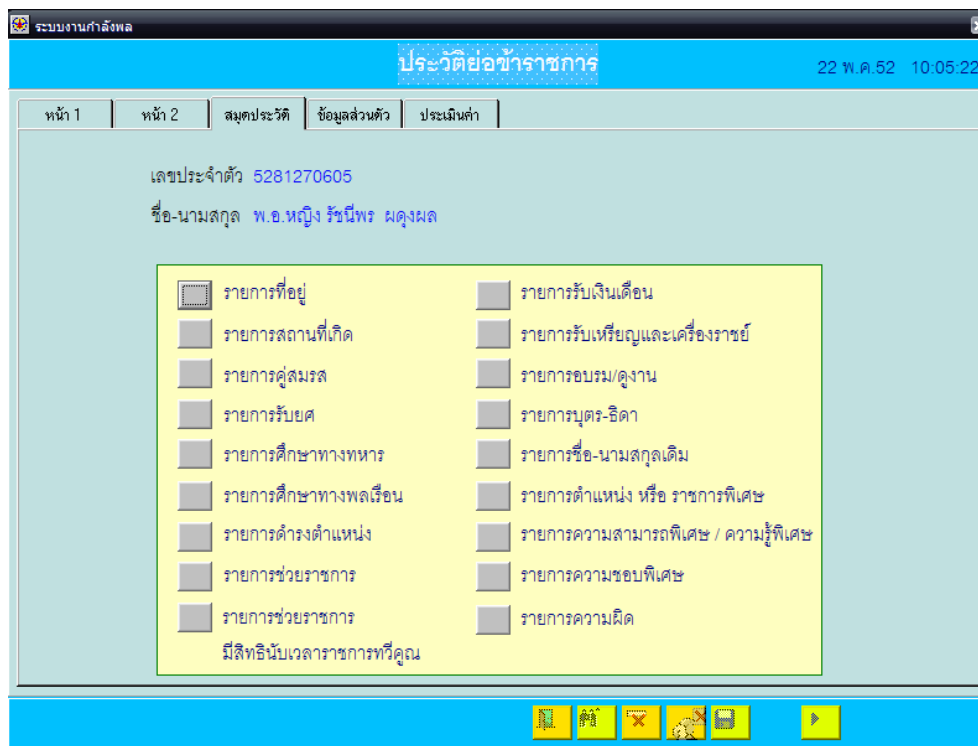 ระบบงานกำลังพล
ประวัติย่อข้าราชการ
22 พ.ค.52 10:05:22
หน้า 1 หน้า 2 สมุดประวัติ ข้อมูลส่วนตัว ประเมินค่า
เลขประจำตัว 5281270605
ชื่อ-นามสกุล พ.อ.หญิง รัชนีพร ผดุงผล
รายการที่อยู่ รายการรับเงินเดือน
รายการสถานที่เกิด รายการรับเหรียญและเครื่องราชย์
รายการคู่สมรส รายการอบรม/ดูงาน
รายการรับยศ รายการบุตร-ธิดา
รายการศึกษาทางทหาร รายการชื่อ-นามสกุลเดิม
รายการศึกษาทางพลเรือน รายการตำแหน่ง หรือ ราชการพิเศษ
รายการดำรงตำแหน่ง รายการความสามารถพิเศษ / ความรู้พิเศษ
รายการช่วยราชการ รายการความชอบพิเศษ
รายการช่วยราชการ รายการความผิด
มีสิทธินับเวลาราชการทวีคูณ